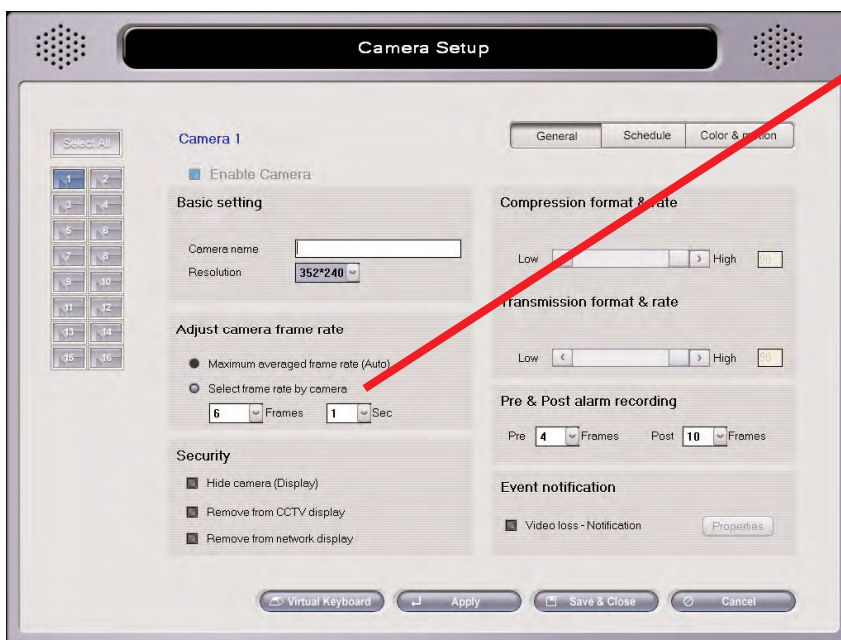 Camera Setup
Select All
1 2
3 4
5 6
7 8
9 10
11 12
13 14
15 16
Camera 1
General Schedule Color & motion
Enable Camera
Basic setting
Camera name
Resolution 352*240
Adjust camera frame rate
Maximum averaged frame rate (Auto)
Select frame rate by camera
6 Frames 1 Sec
Security
Hide camera (Display)
Remove from CCTV display
Remove from network display
Compression format & rate
Low High
Transmission format & rate
Low High
Pre & Post alarm recording
Pre 4 Frames Post 10 Frames
Event notification
Video loss - Notification Properties
Virtual Keyboard Apply Save & Close Cancel